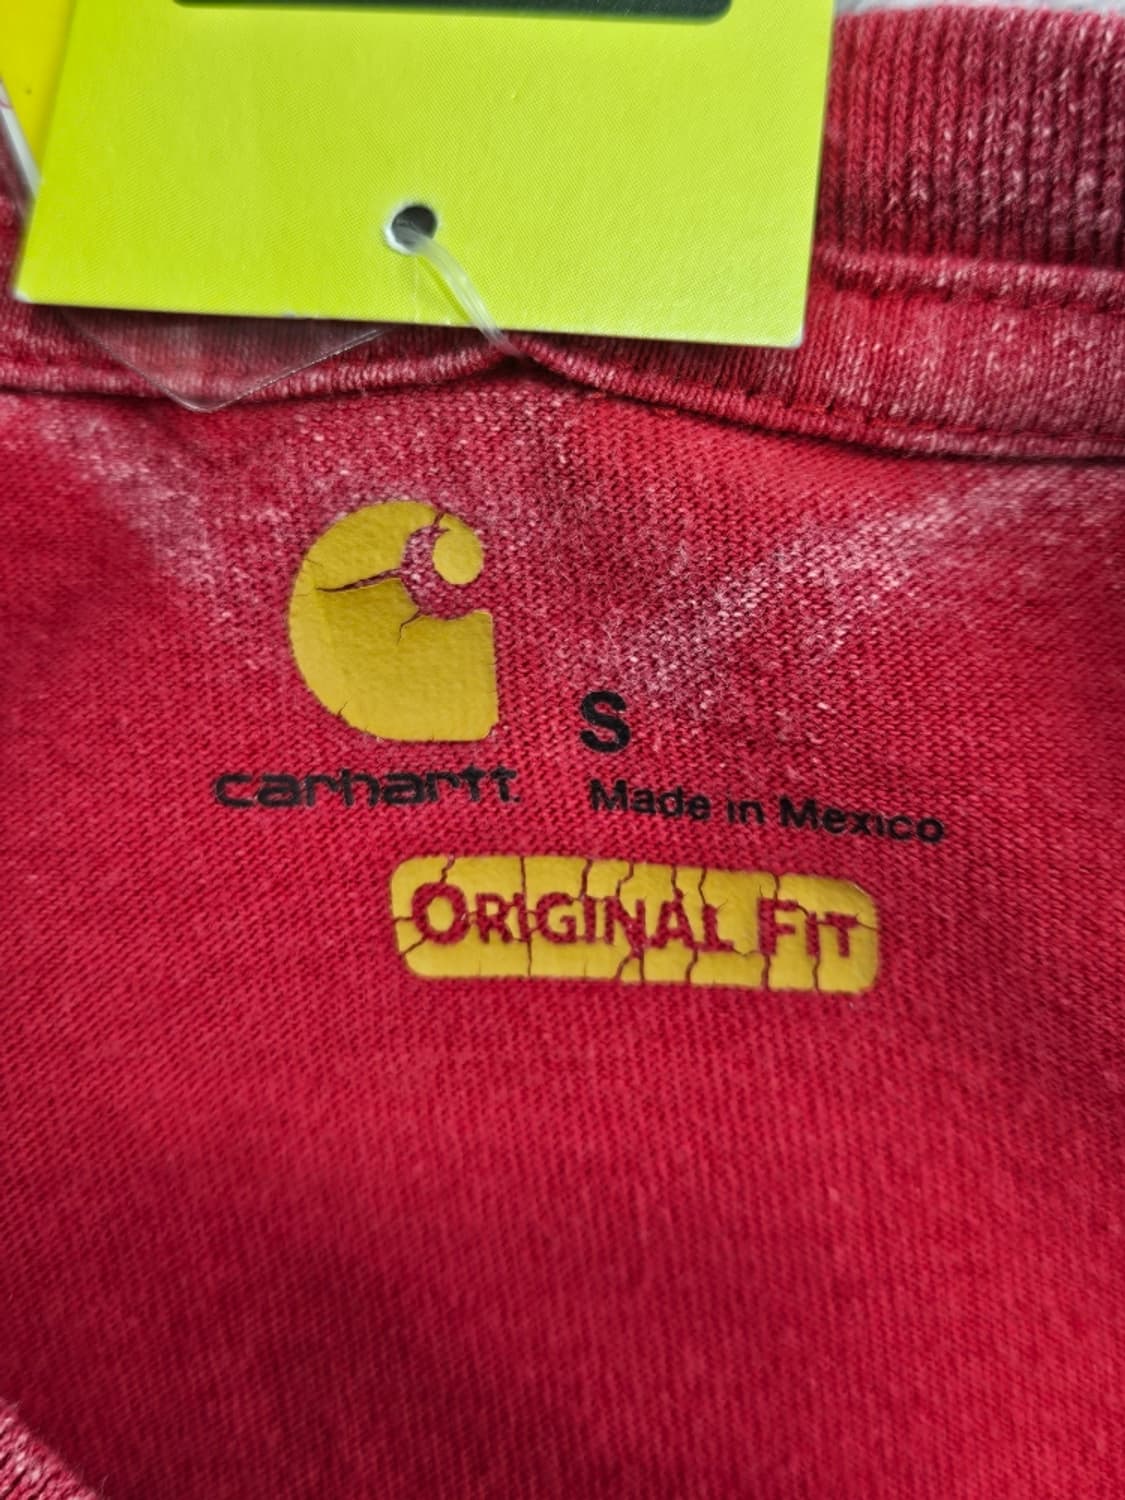 S
carhartt.
Made in Mexico
ORIGINAL FIT